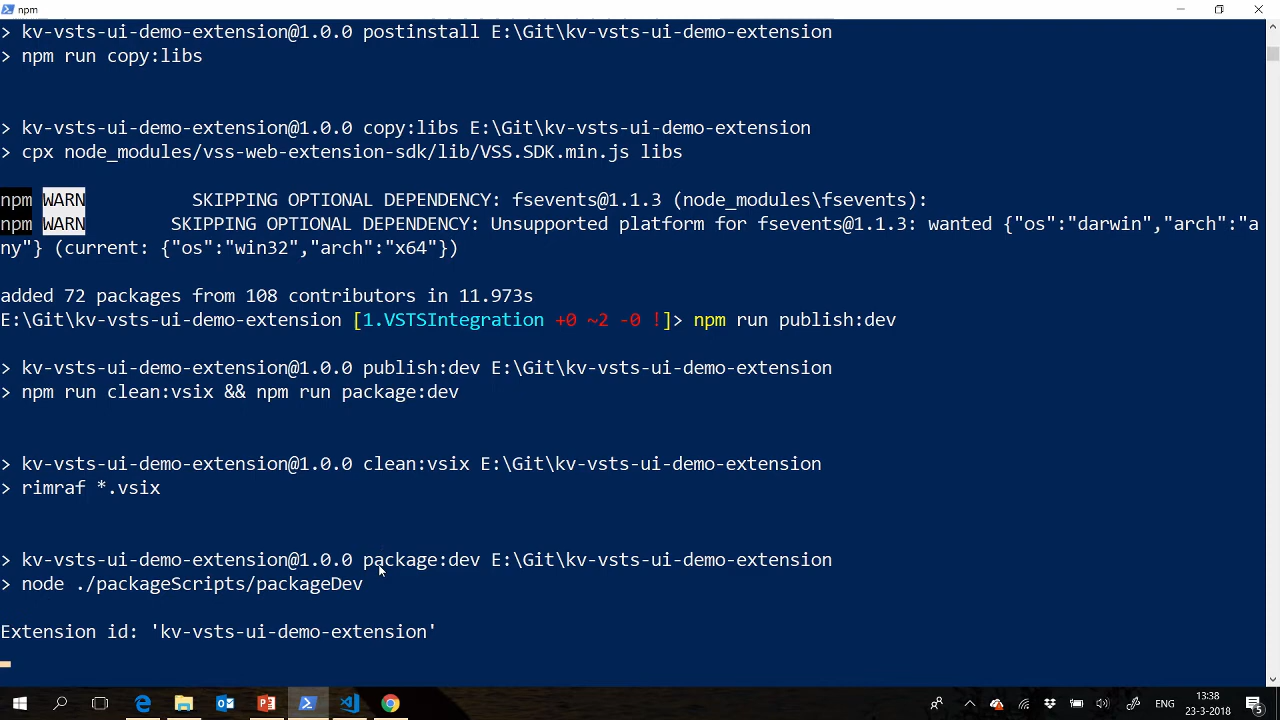 npm
> kv-vsts-ui-demo-extension@1.0.0 postinstall E:\Git\kv-vsts-ui-demo-extension
> npm run copy:libs
> kv-vsts-ui-demo-extension@1.0.0 copy:libs E:\Git\kv-vsts-ui-demo-extension
> cpx node_modules/vss-web-extension-sdk/lib/VSS.SDK.min.js libs
npm WARN SKIPPING OPTIONAL DEPENDENCY: fsevents@1.1.3 (node_modules\fsevents):
npm WARN SKIPPING OPTIONAL DEPENDENCY: Unsupported platform for fsevents@1.1.3: wanted {"os":"darwin","arch":"a
ny"} (current: {"os":"win32","arch":"x64"})
added 72 packages from 108 contributors in 11.973s
E:\Git\kv-vsts-ui-demo-extension [1.VSTSIntegration +0 ~2 -0 !]> npm run publish:dev
> kv-vsts-ui-demo-extension@1.0.0 publish:dev E:\Git\kv-vsts-ui-demo-extension
> npm run clean:vsix && npm run package:dev
> kv-vsts-ui-demo-extension@1.0.0 clean:vsix E:\Git\kv-vsts-ui-demo-extension
> rimraf *.vsix
> kv-vsts-ui-demo-extension@1.0.0 package:dev E:\Git\kv-vsts-ui-demo-extension
> node ./packageScripts/packageDev
Extension id: 'kv-vsts-ui-demo-extension'
ENG
13:38
23-3-2018
5